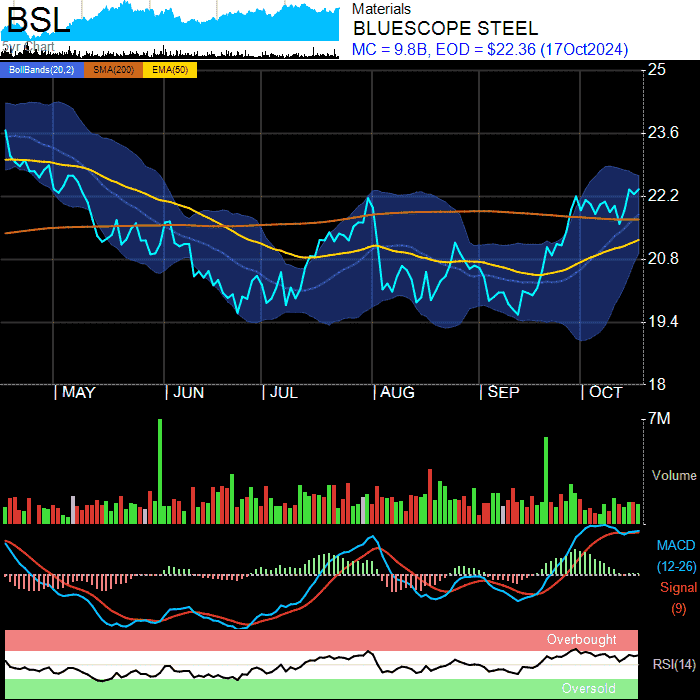 BSL
5yr Chart
Materials
BLUESCOPE STEEL
MC = 9.8B, EOD = $22.36 (17Oct2024)
BollBands(20,2) SMA(200) EMA(50)
25
23.6
22.2
20.8
19.4
18
MAY JUN JUL AUG SEP OCT
7M
Volume
MACD
(12-26)
Signal
(9)
Overbought
RSI(14)
Oversold